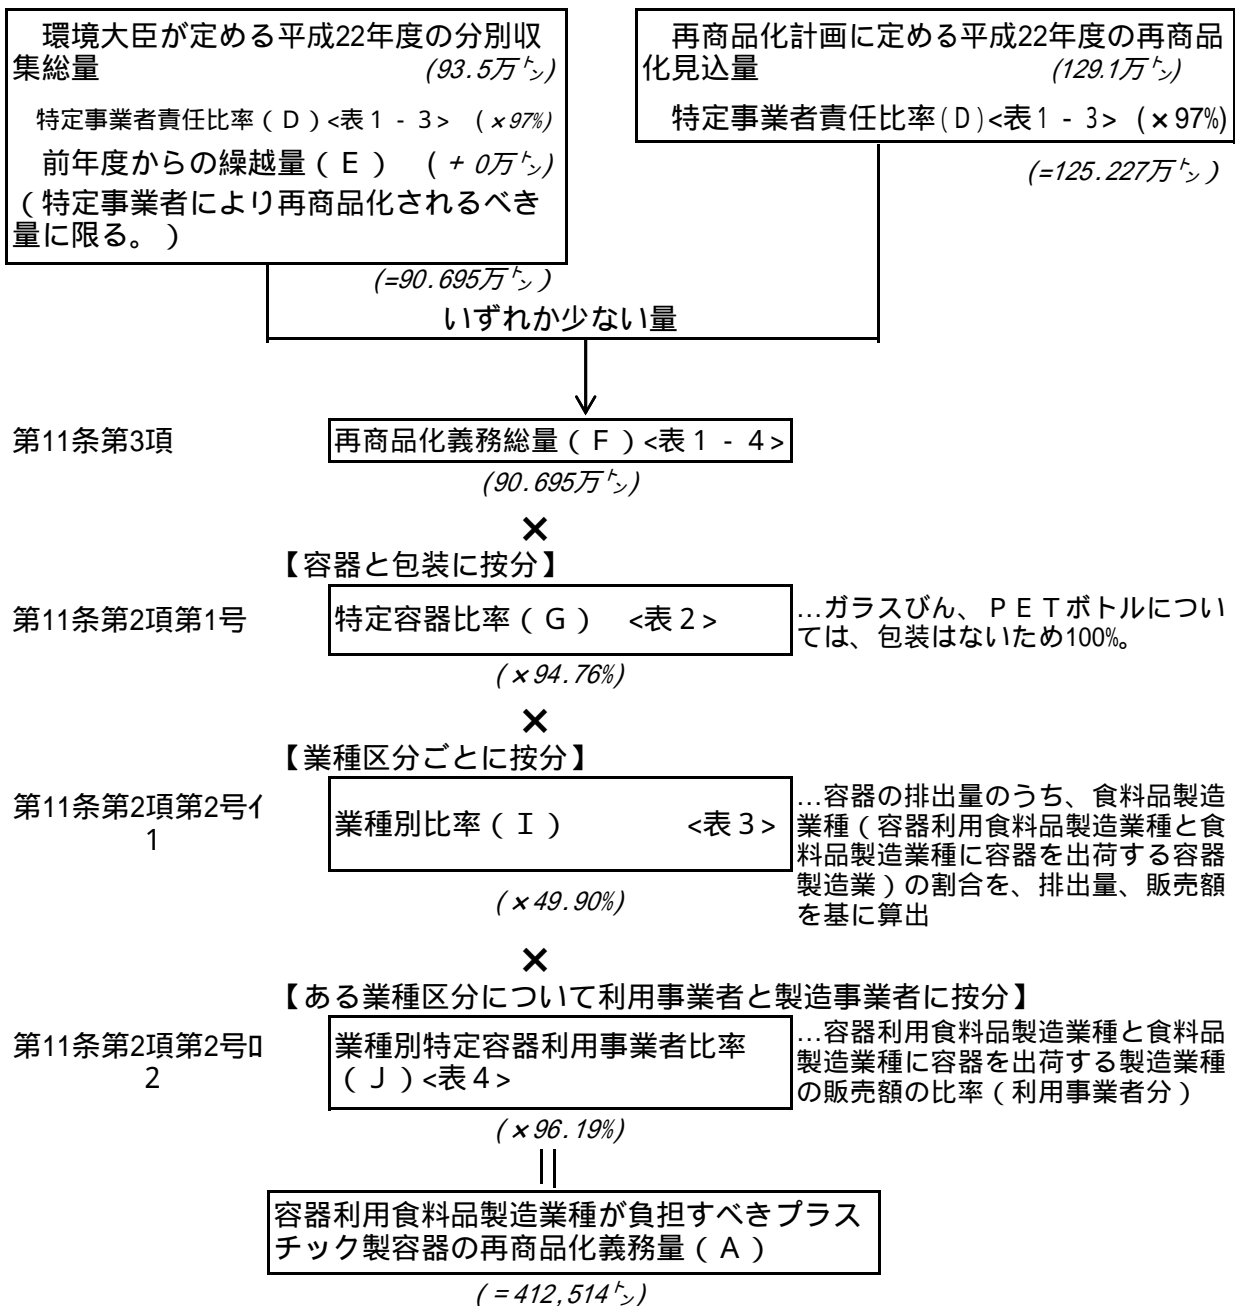 環境大臣が定める平成22年度の分別収
集総量 (93.5万トン)
特定事業者責任比率（D）<表1-3> (×97%)
前年度からの繰越量（E） (+0万トン)
（特定事業者により再商品化されるべき
量に限る。）
(=90.695万トン)
再商品化計画に定める平成22年度の再商品
化見込量 (129.1万トン)
特定事業者責任比率(D)<表1-3> (×97%)
(=125.227万トン)
いずれか少ない量
第11条第3項
再商品化義務総量（F）<表1-4>
(90.695万トン)
×
【容器と包装に按分】
第11条第2項第1号
特定容器比率（G） <表2>
…ガラスびん、PETボトルについ
ては、包装はないため100%。
(×94.76%)
×
【業種区分ごとに按分】
第11条第2項第2号イ
1
業種別比率（I） <表3>
…容器の排出量のうち、食料品製造
業種（容器利用食料品製造業種と食
料品製造業種に容器を出荷する容器
製造業）の割合を、排出量、販売額
を基に算出
(×49.90%)
×
【ある業種区分について利用事業者と製造事業者に按分】
第11条第2項第2号ロ
2
業種別特定容器利用事業者比率
（J）<表4>
…容器利用食料品製造業種と食料品
製造業種に容器を出荷する製造業種
の販売額の比率（利用事業者分）
(×96.19%)
||
容器利用食料品製造業種が負担すべきプラス
チック製容器の再商品化義務量（A）
(=412,514トン)